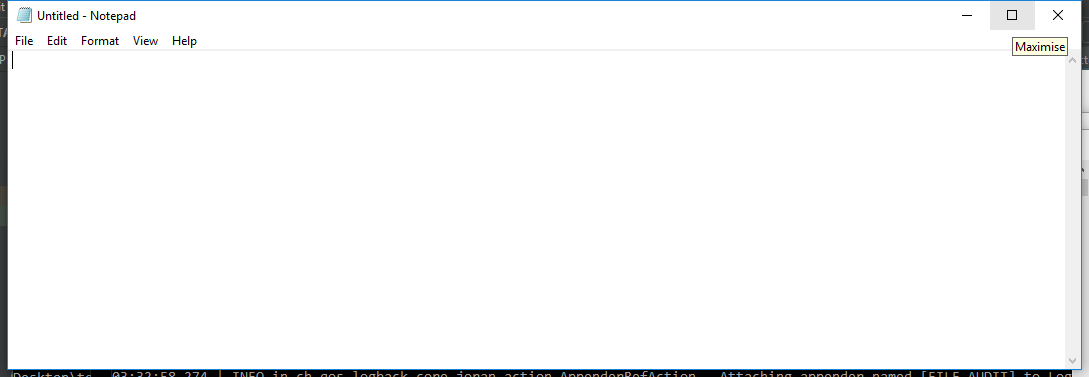 Untitled - Notepad
File Edit Format View Help
Maximise
Desktop\tc 03:32:58.274 | INFO in ch.qos.logback.core.joran.action.AppenderRefAction - Attaching appender named [FILE_AUDIT] to Log